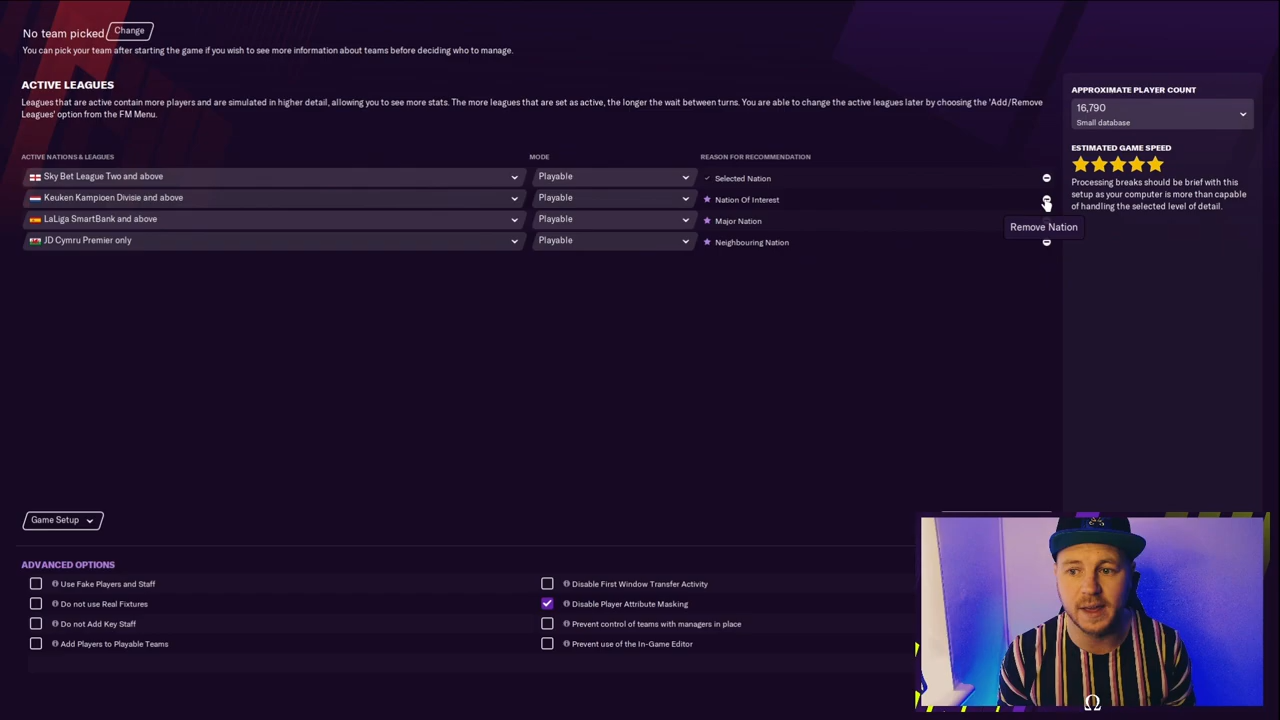 No team picked
Change
You can pick your team after starting the game if you wish to see more information about teams before deciding who to manage.
ACTIVE LEAGUES
Leagues that are active contain more players and are simulated in higher detail, allowing you to see more stats. The more leagues that are set as active, the longer the wait between turns. You are able to change the active leagues later by choosing the 'Add/Remove
Leagues' option from the FM Menu.
ACTIVE NATIONS & LEAGUES
MODE
REASON FOR RECOMMENDATION
Sky Bet League Two and above
Playable
Selected Nation
Keuken Kampioen Divisie and above
Playable
Nation Of Interest
LaLiga SmartBank and above
Playable
Major Nation
JD Cymru Premier only
Playable
Neighbouring Nation
Remove Nation
APPROXIMATE PLAYER COUNT
16,790
Small database
ESTIMATED GAME SPEED
Processing breaks should be brief with this
setup as your computer is more than capable
of handling the selected level of detail.
Game Setup
ADVANCED OPTIONS
Use Fake Players and Staff
Do not use Real Fixtures
Do not Add Key Staff
Add Players to Playable Teams
Disable First Window Transfer Activity
Disable Player Attribute Masking
Prevent control of teams with managers in place
Prevent use of the In-Game Editor
Ω